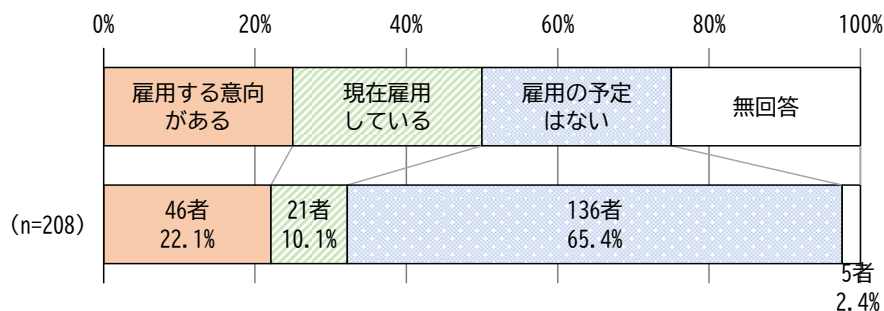 0% 20% 40% 60% 80% 100%
雇用する意向
がある
現在雇用
している
雇用の予定
はない
無回答
(n=208)
46者
22.1%
21者
10.1%
136者
65.4%
5者
2.4%